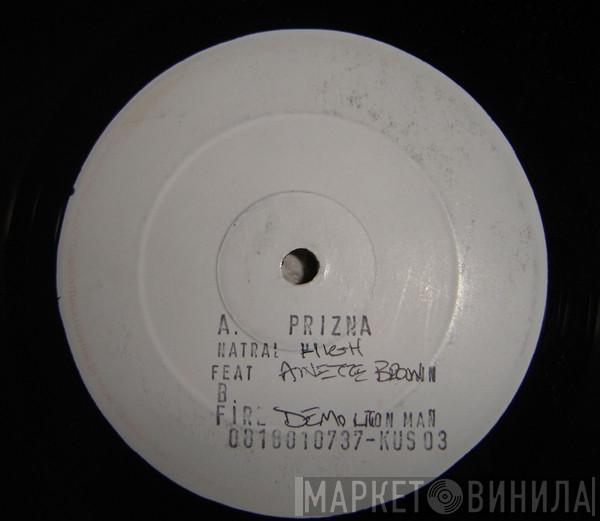 A. PRIZNA
NATRAL HIGH
FEAT ANETTE BROWN
B.
FIRE DEMOLITION MAN
0818010737-KUS 03
МАРКЕТ ВИНИЛА